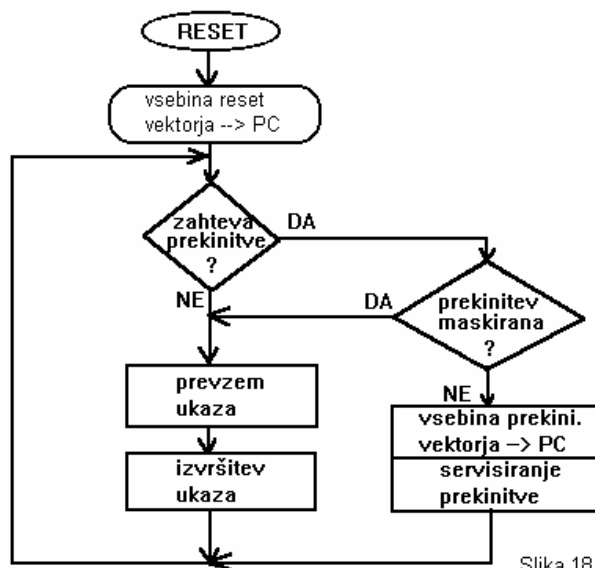 RESET
vsebina reset
vektorja --> PC
zahteva
prekinitve
?
DA
NE
DA
prekinitev
maskirana
?
NE
prevzem
ukaza
izvršitev
ukaza
vsebina prekini.
vektorja --> PC
servisiranje
prekinitve
Slika 18